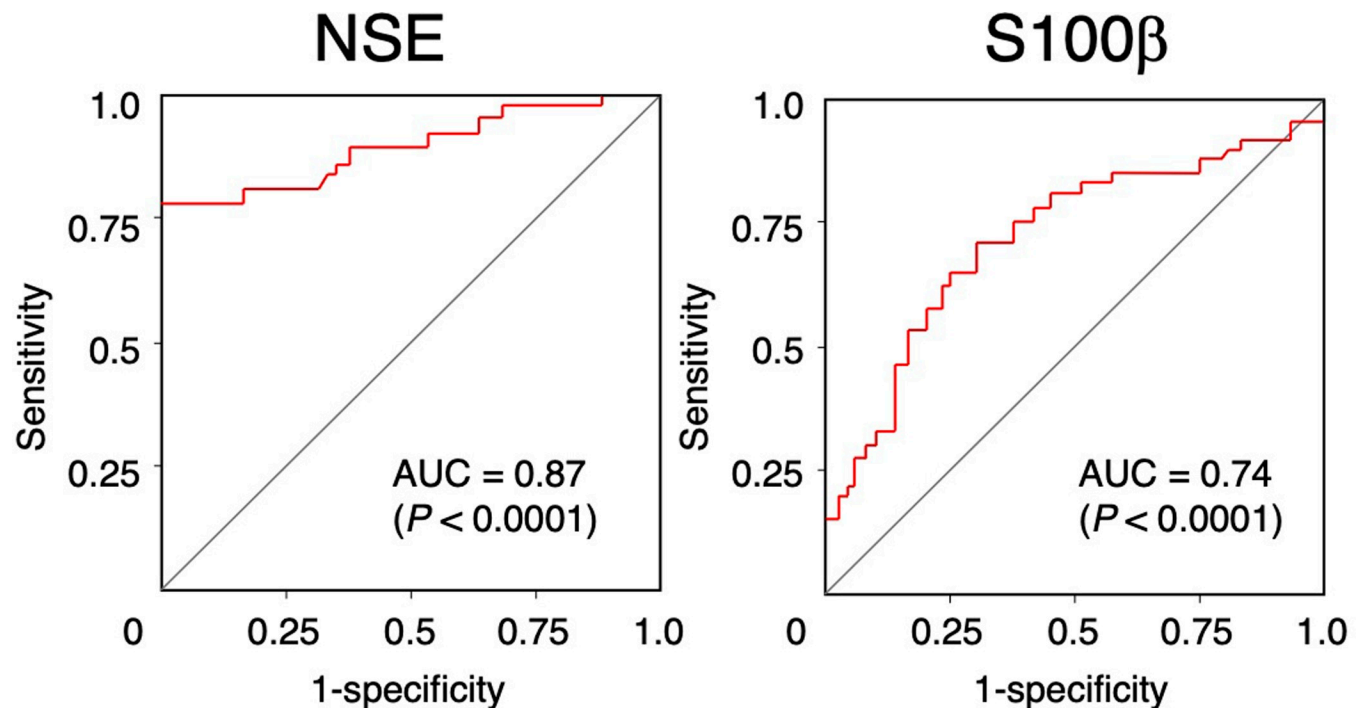 NSE
1.0
0.75
0.5
0.25
Sensitivity
AUC = 0.87
(P < 0.0001)
0 0.25 0.5 0.75 1.0
1-specificity
S100β
1.0
0.75
0.5
0.25
Sensitivity
AUC = 0.74
(P < 0.0001)
0 0.25 0.5 0.75 1.0
1-specificity